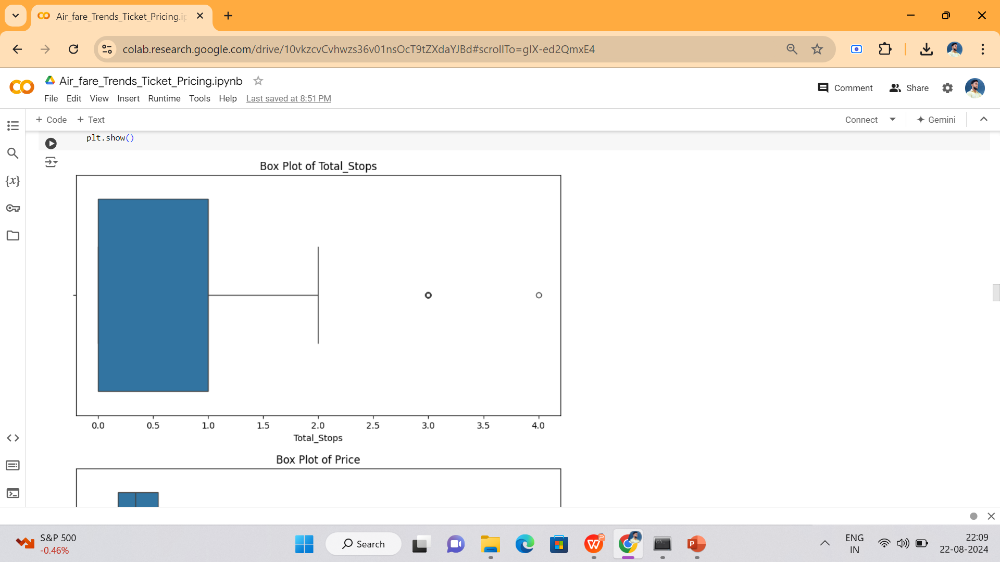 Air_fare_Trends_Ticket_Pricing.ip
colab.research.google.com/drive/10vkzcvCvhwzs36v01nsOcT9tZXdaYJBd#scrollTo=gIX-ed2QmxE4
Air_fare_Trends_Ticket_Pricing.ipynb
Comment
Share
File Edit View Insert Runtime Tools Help Last saved at 8:51 PM
+ Code + Text
Connect
Gemini
{x}
plt.show()
Box Plot of Total_Stops
0.0 0.5 1.0 1.5 2.0 2.5 3.0 3.5 4.0
Total_Stops
Box Plot of Price
S&P 500
-0.46%
Search
ENG
IN
22:09
22-08-2024